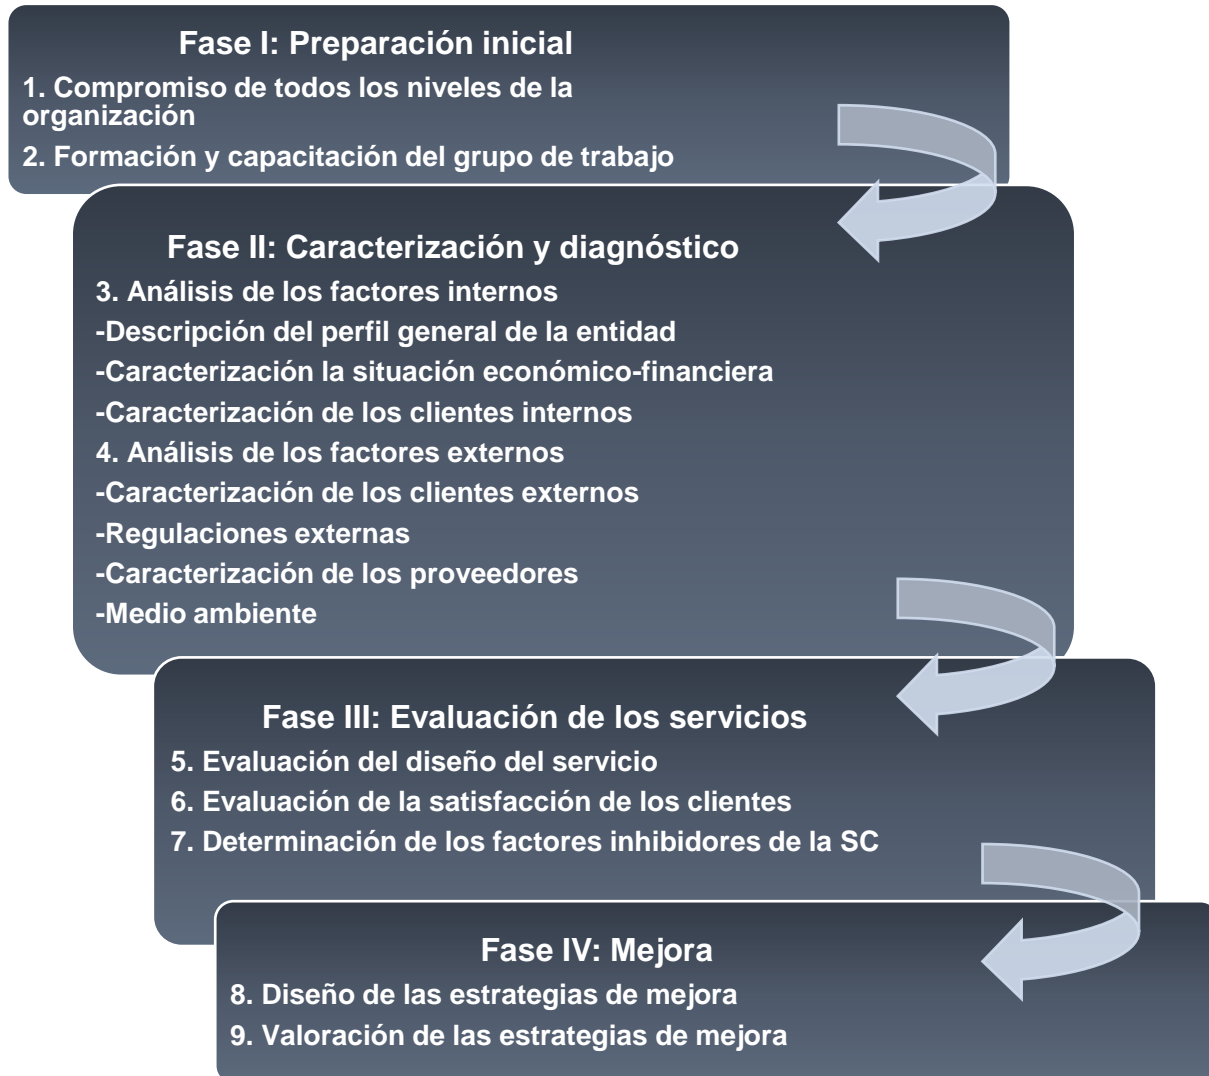 Fase I: Preparación inicial
1. Compromiso de todos los niveles de la
organización
2. Formación y capacitación del grupo de trabajo
Fase II: Caracterización y diagnóstico
3. Análisis de los factores internos
-Descripción del perfil general de la entidad
-Caracterización la situación económico-financiera
-Caracterización de los clientes internos
4. Análisis de los factores externos
-Caracterización de los clientes externos
-Regulaciones externas
-Caracterización de los proveedores
-Medio ambiente
Fase III: Evaluación de los servicios
5. Evaluación del diseño del servicio
6. Evaluación de la satisfacción de los clientes
7. Determinación de los factores inhibidores de la SC
Fase IV: Mejora
8. Diseño de las estrategias de mejora
9. Valoración de las estrategias de mejora